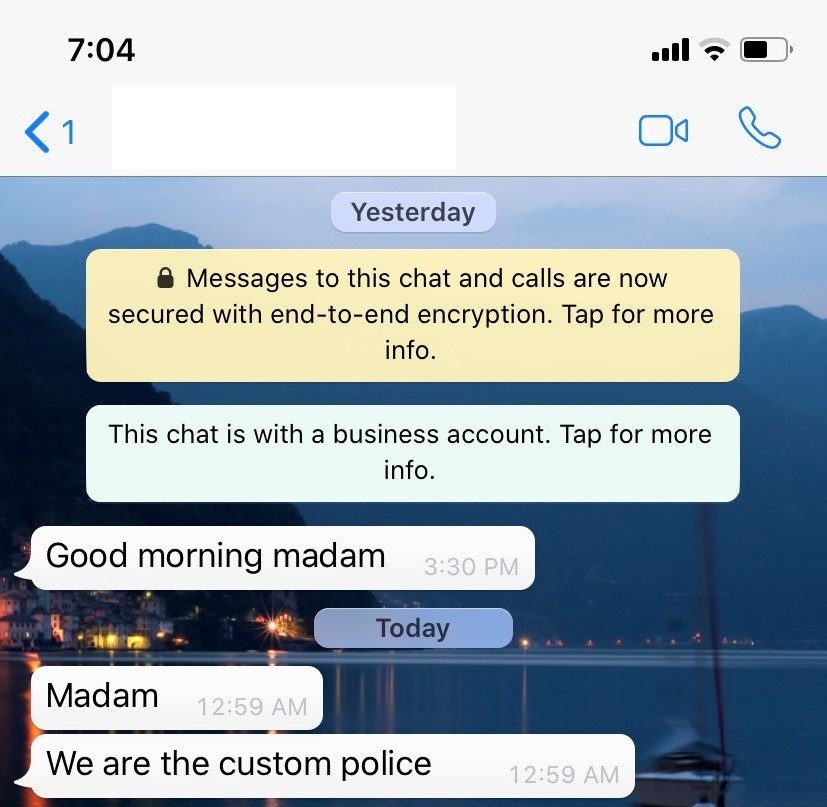 7:04
1
Yesterday
Messages to this chat and calls are now
secured with end-to-end encryption. Tap for more
info.
This chat is with a business account. Tap for more
info.
Good morning madam 3:30 PM
Today
Madam 12:59 AM
We are the custom police 12:59 AM